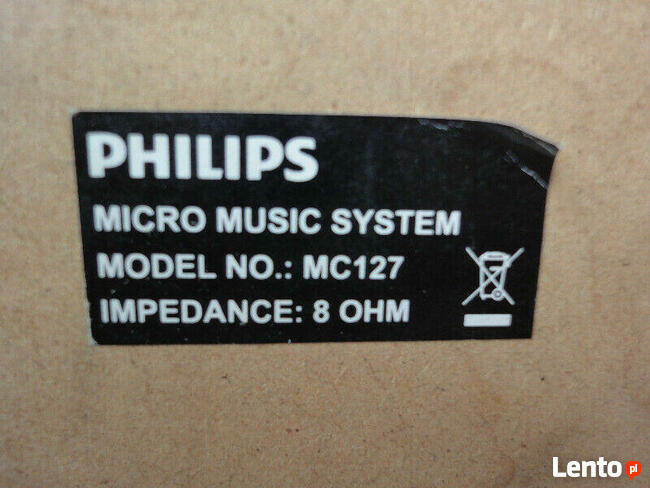 PHILIPS
MICRO MUSIC SYSTEM
MODEL NO.: MC127
IMPEDANCE: 8 OHM
Lento.pl